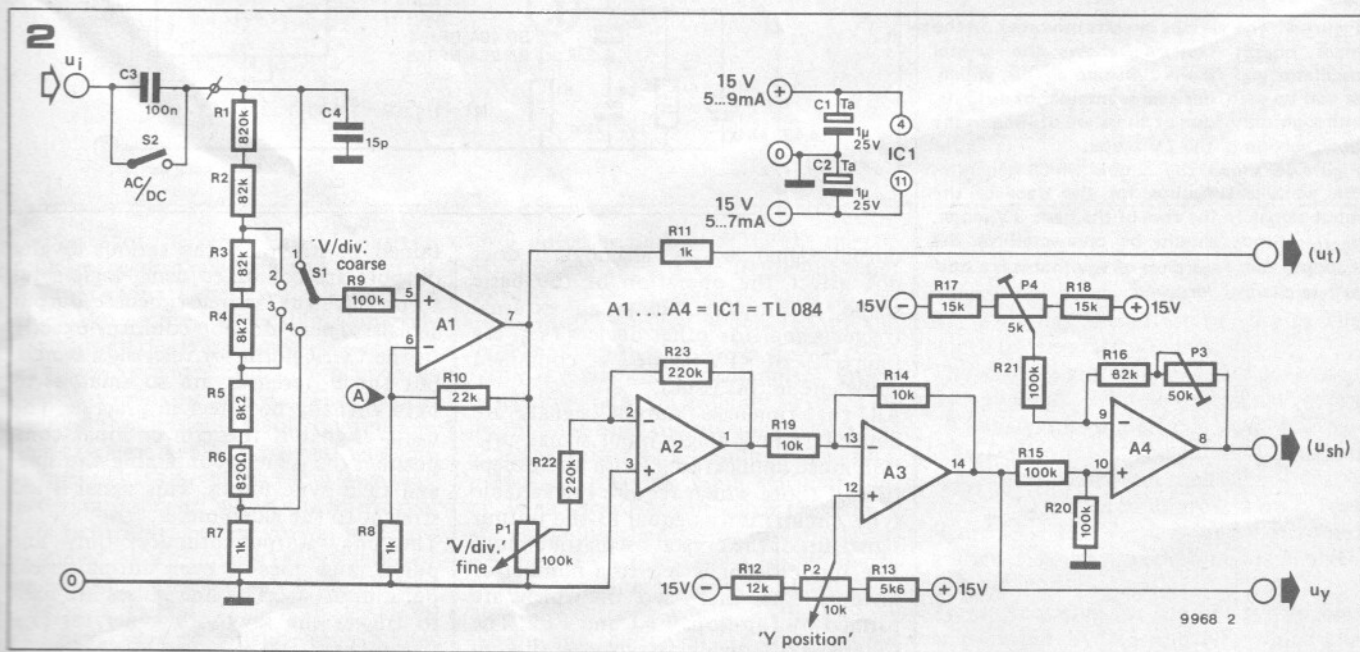 2
ui
C3
100n
S2
AC/DC
R1
820k
R2
82k
R3
82k
R4
8k2
R5
8k2
R6
820Ω
R7
1k
0
C4
15p
1
2
3
4
S1
V/div.
coarse
R9
100k
5
+
6
−
A1
7
A
R10
22k
R8
1k
P1
100k
'V/div.'
fine
R22
220k
R23
220k
2
−
3
+
A2
1
R11
1k
A1 .... A4 = IC1 = TL 084
15 V
5...9mA
+
0
15 V
5...7mA
−
C1
Ta
1µ
25V
C2
Ta
1µ
25V
4
IC1
11
R19
10k
R14
10k
13
−
12
+
A3
14
15V
−
R12
12k
P2
10k
R13
5k6
+
15V
'Y position'
15V
−
R17
15k
P4
5k
R18
15k
+
15V
R21
100k
R16
82k
P3
50k
R15
100k
R20
100k
9
−
10
+
A4
8
(ut)
(ush)
uy
9968 2